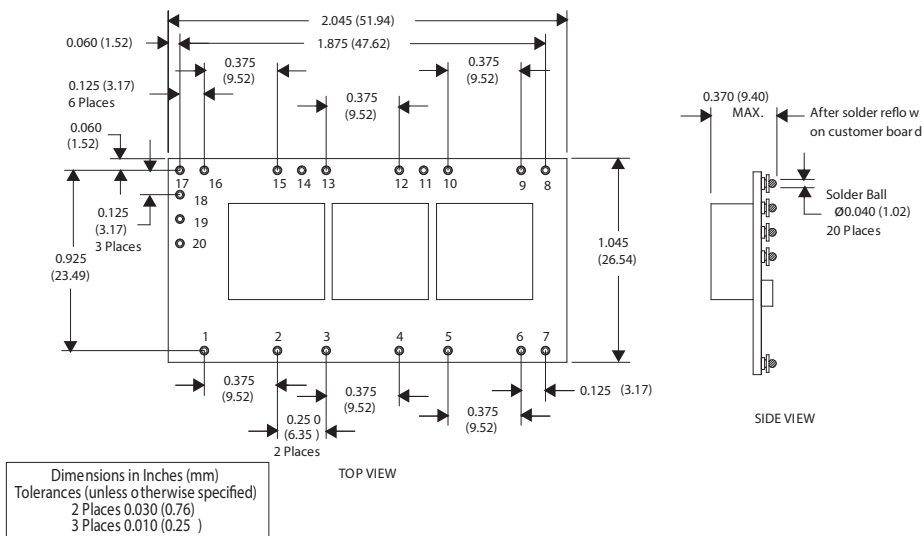 2.045 (51.94)
0.060 (1.52)
1.875 (47.62)
0.375
(9.52)
0.375
(9.52)
0.125 (3.17)
6 Places
0.375
(9.52)
0.060
(1.52)
17 16 15 14 13 12 11 10 9 8
18
19
20
0.125
(3.17)
3 Places
0.925
(23.49)
1.045
(26.54)
1 2 3 4 5 6 7
0.375
(9.52)
0.375
(9.52)
0.125 (3.17)
0.25 0
(6.35 )
2 Places
0.375
(9.52)
TOP VIEW
0.370 (9.40)
MAX.
After solder reflo w
on customer board
Solder Ball
Ø0.040 (1.02)
20 Places
SIDE VIEW
Dimensions in Inches (mm)
Tolerances (unless o therwise specified)
2 Places 0.030 (0.76)
3 Places 0.010 (0.25 )